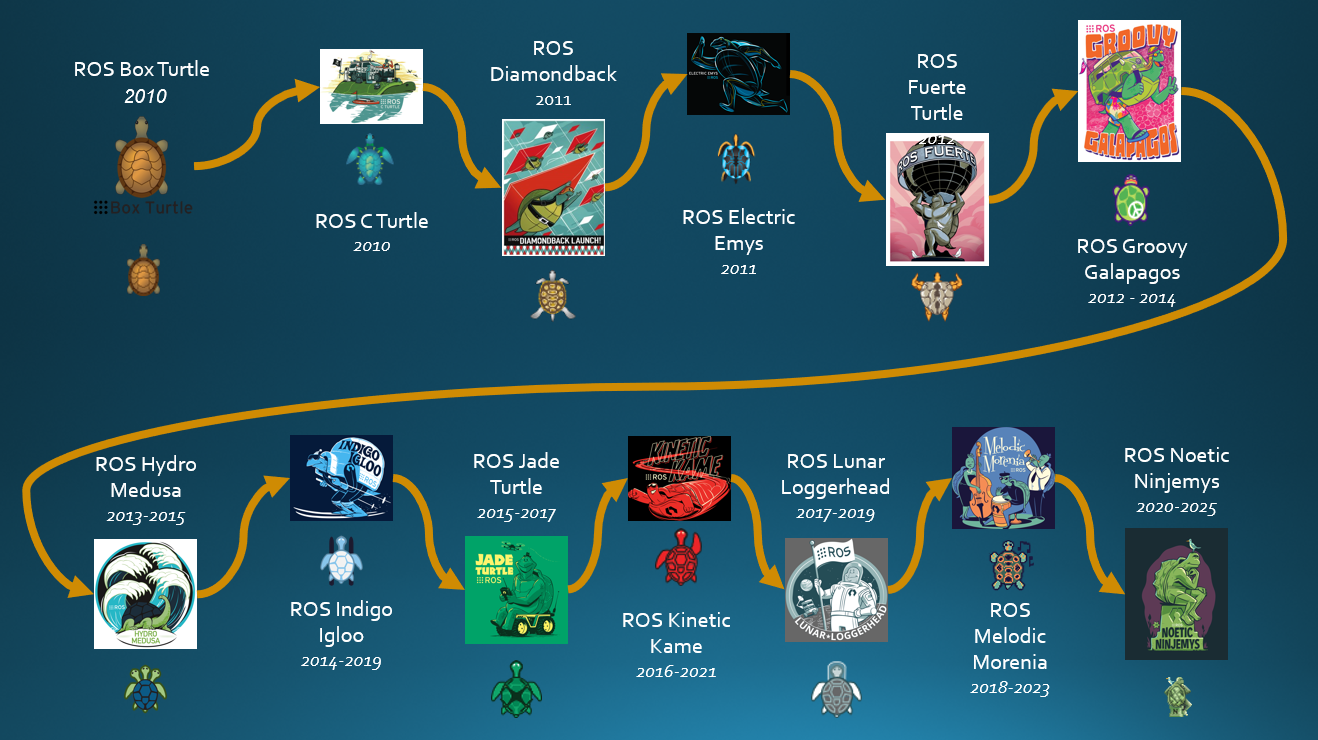 ROS Box Turtle
2010
Box Turtle
ROS
C TURTLE
ROS C Turtle
2010
ROS
Diamondback
2011
ROS DIAMONDBACK LAUNCH!
ELECTRIC EMYS
ROS
ROS Electric
Emys
2011
ROS
Fuerte
Turtle
2012
ROS FUERTE
ROS
GROOVY
GALAPAGOS
ROS Groovy
Galapagos
2012 - 2014
ROS Hydro
Medusa
2013-2015
ROS
HYDRO
MEDUSA
INDIGO
IGLOO
ROS
ROS Indigo
Igloo
2014-2019
ROS Jade
Turtle
2015-2017
JADE
TURTLE
ROS
KINETIC
KAME
ROS
ROS Kinetic
Kame
2016-2021
ROS Lunar
Loggerhead
2017-2019
ROS
LUNAR•LOGGERHEAD
Melodic
Morenia
ROS
ROS
Melodic
Morenia
2018-2023
ROS Noetic
Ninjemys
2020-2025
NOETIC
NINJEMYS